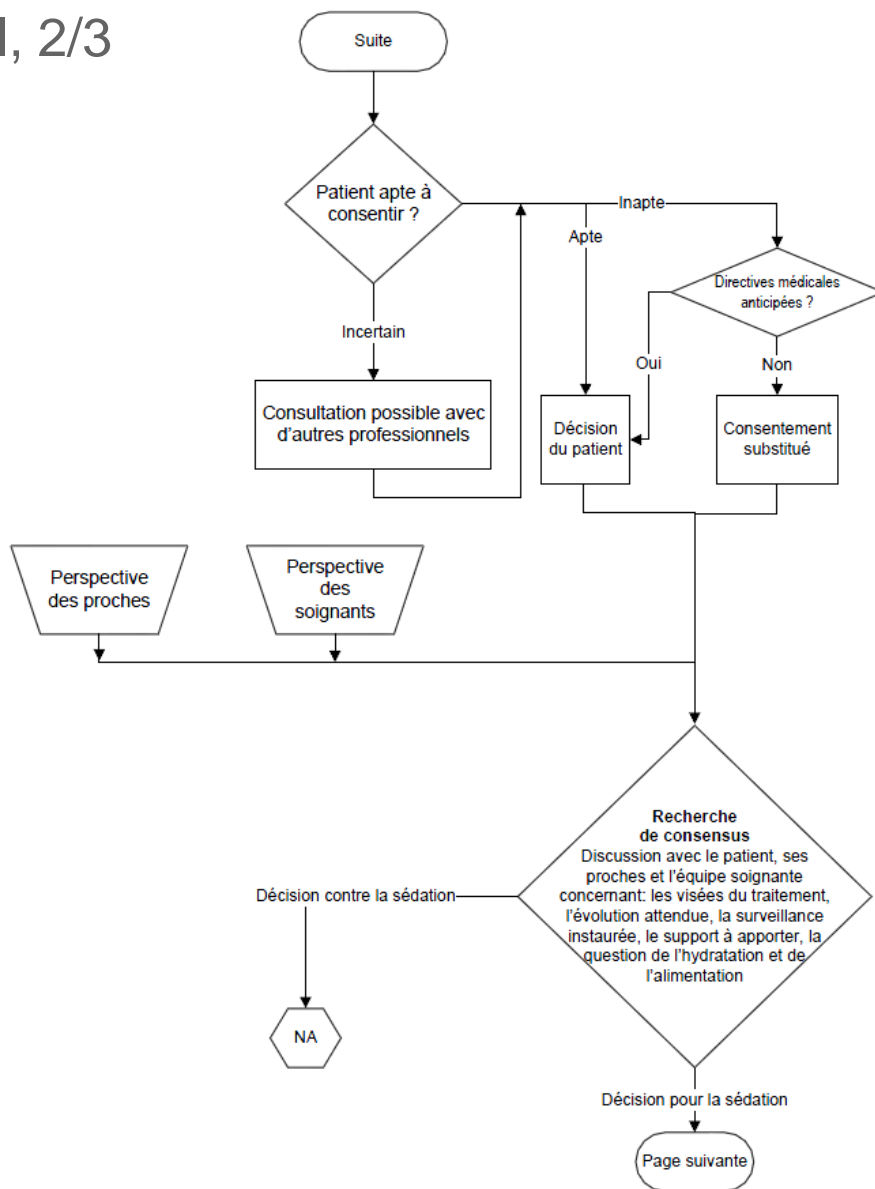 l, 2/3
Suite
Patient apte à
consentir ?
Inapte
Apte
Directives médicales
anticipées ?
Incertain
Oui
Non
Consultation possible avec
d'autres professionnels
Décision
du patient
Consentement
substitué
Perspective
des proches
Perspective
des
soignants
Recherche
de consensus
Discussion avec le patient, ses
proches et l'équipe soignante
concernant: les visées du traitement,
l'évolution attendue, la surveillance
instaurée, le support à apporter, la
question de l'hydratation et de
l'alimentation
Décision contre la sédation
NA
Décision pour la sédation
Page suivante